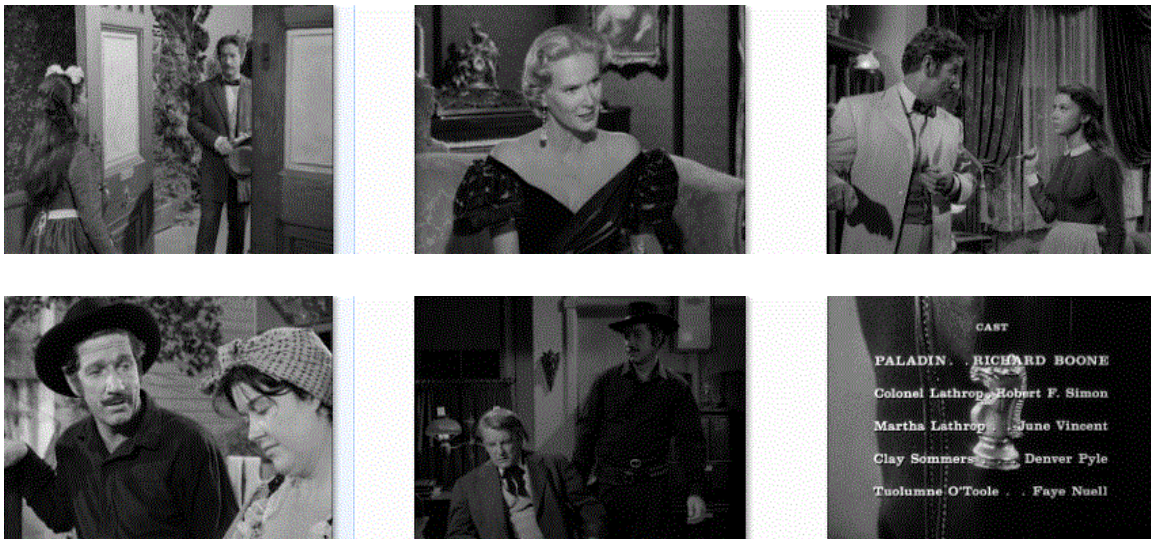 CAST
PALADIN . . RICHARD BOONE
Colonel Lathrop . Robert F. Simon
Martha Lathrop . . June Vincent
Clay Sommers Denver Pyle
Tuolumne O'Toole . . Faye Nuell